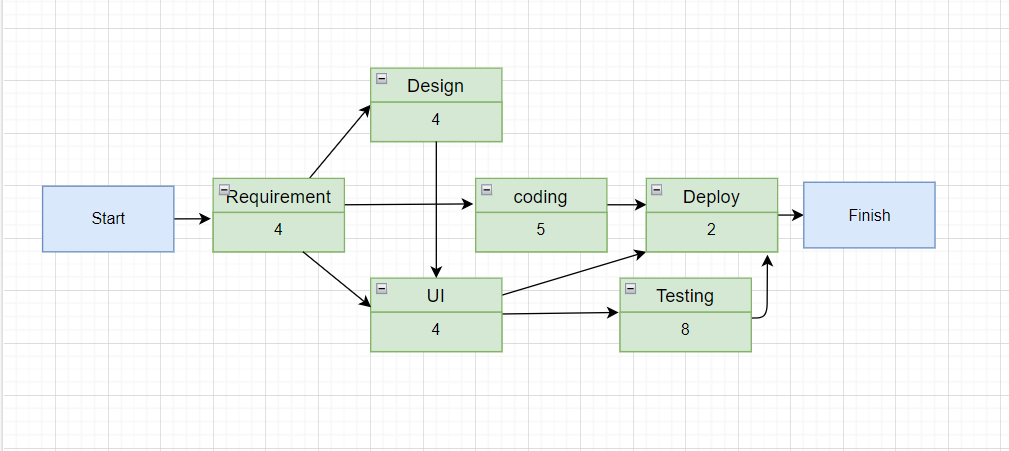 Design
4
Start
Requirement
4
coding
5
Deploy
2
Finish
UI
4
Testing
8